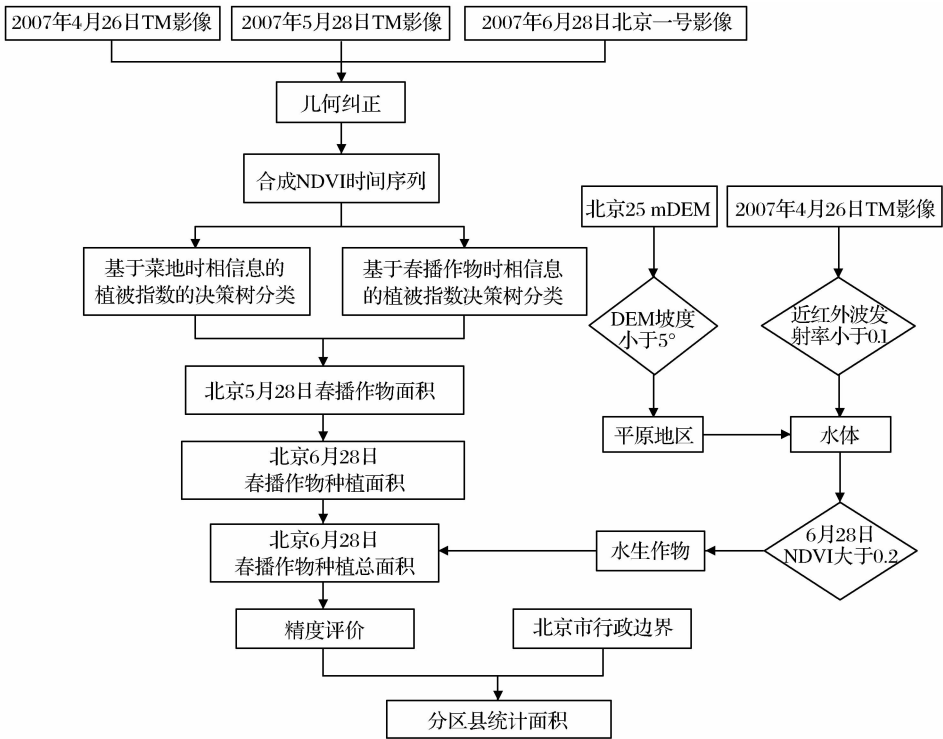 2007年4月26日TM影像
2007年5月28日TM影像
2007年6月28日北京一号影像
几何纠正
合成NDVI时间序列
北京25 mDEM
2007年4月26日TM影像
基于菜地时相信息的
植被指数的决策树分类
基于春播作物时相信息
的植被指数决策树分类
DEM坡度
小于5°
近红外波发
射率小于0.1
北京5月28日春播作物面积
平原地区
水体
北京6月28日
春播作物种植面积
北京6月28日
春播作物种植总面积
水生作物
6月28日
NDVI大于0.2
精度评价
北京市行政边界
分区县统计面积